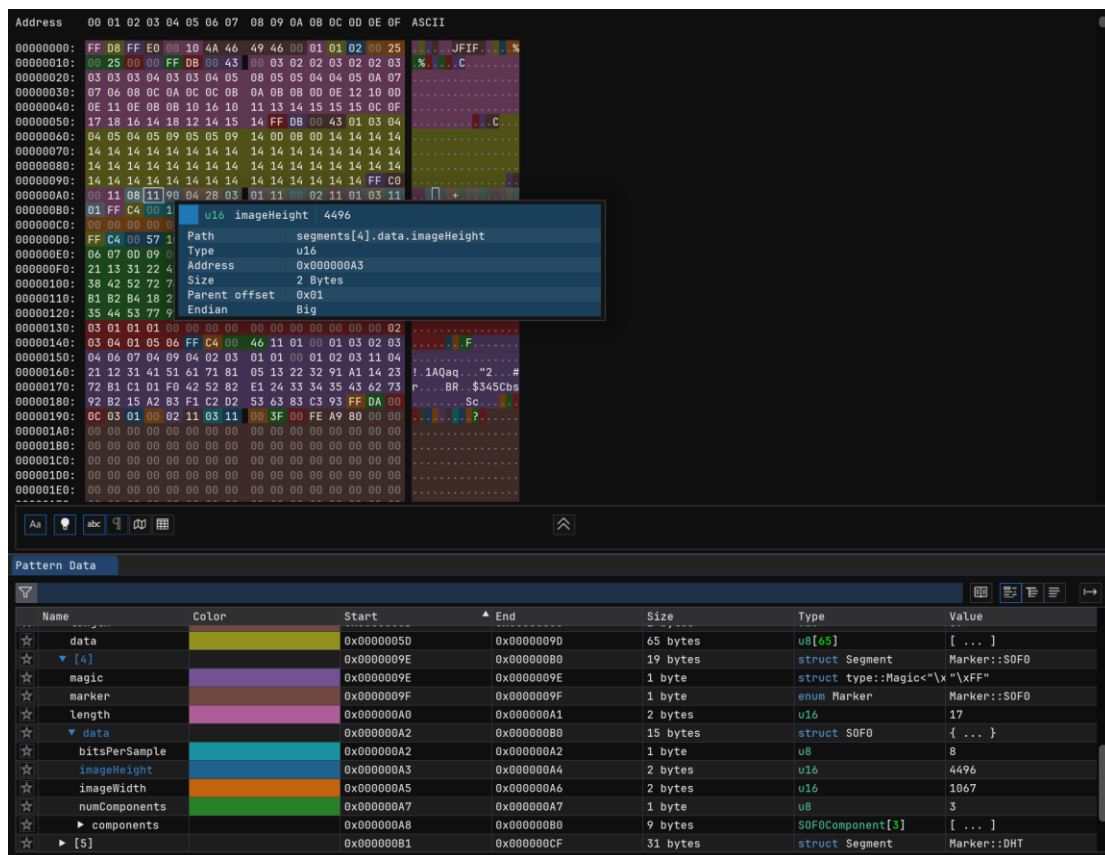 Address 00 01 02 03 04 05 06 07 08 09 0A 0B 0C 0D 0E 0F ASCII
00000000: FF D8 FF E0 00 10 4A 46 49 46 00 01 01 02 00 25 ......JFIF.....%
00000010: 00 25 00 00 FF DB 00 43 00 03 02 02 03 02 02 03 .%.....C........
00000020: 03 03 03 04 03 03 04 05 08 05 05 04 04 05 0A 07 ................
00000030: 07 06 08 0C 0A 0C 0C 0B 0A 0B 0B 0D 0E 12 10 0D ................
00000040: 0E 11 0E 0B 0B 10 16 10 11 13 14 15 15 15 0C 0F ................
00000050: 17 18 16 14 18 12 14 15 14 FF DB 00 43 01 03 04 ............C...
00000060: 04 05 04 05 09 05 05 09 14 0D 0B 0D 14 14 14 14 ................
00000070: 14 14 14 14 14 14 14 14 14 14 14 14 14 14 14 14 ................
00000080: 14 14 14 14 14 14 14 14 14 14 14 14 14 14 14 14 ................
00000090: 14 14 14 14 14 14 14 14 14 14 14 14 14 14 FF C0 ................
000000A0: 00 11 08 11 90 04 2B 03 01 11 00 02 11 01 03 11 ......+.........
000000B0: 01 FF C4 00 1
u16 imageHeight 4496
000000C0: 00 00 00 00 0
000000D0: FF C4 00 57 1
Path segments[4].data.imageHeight
000000E0: 06 07 0D 09 0
Type u16
000000F0: 21 13 31 22 4
Address 0x000000A3
00000100: 38 42 52 72 7
Size 2 Bytes
00000110: B1 B2 B4 18 2
Parent offset 0x01
00000120: 35 44 53 77 9
Endian Big
00000130: 03 01 01 01 00 00 00 00 00 00 00 00 00 00 00 02 ................
00000140: 03 04 01 05 06 FF C4 00 46 11 01 00 01 03 02 03 ........F.......
00000150: 04 06 07 04 09 04 02 03 01 01 00 01 02 03 11 04 ................
00000160: 21 12 31 41 51 61 71 81 05 13 22 32 91 A1 14 23 !.1AQaq..."2...#
00000170: 72 B1 C1 D1 F0 42 52 82 E1 24 33 34 35 43 62 73 r....BR..$345Cbs
00000180: 92 B2 15 A2 B3 F1 C2 D2 53 63 83 C3 93 FF DA 00 ........Sc......
00000190: 0C 03 01 00 02 11 03 11 00 3F 00 FE A9 80 00 00 .........?......
000001A0: 00 00 00 00 00 00 00 00 00 00 00 00 00 00 00 00 ................
000001B0: 00 00 00 00 00 00 00 00 00 00 00 00 00 00 00 00 ................
000001C0: 00 00 00 00 00 00 00 00 00 00 00 00 00 00 00 00 ................
000001D0: 00 00 00 00 00 00 00 00 00 00 00 00 00 00 00 00 ................
000001E0: 00 00 00 00 00 00 00 00 00 00 00 00 00 00 00 00 ................
Aa abc ¶
Pattern Data
Name Color Start End Size Type Value
data 0x0000005D 0x0000009D 65 bytes u8[65] [ ... ]
[4] 0x0000009E 0x000000B0 19 bytes struct Segment Marker::SOF0
magic 0x0000009E 0x0000009E 1 byte struct type::Magic<"\x "\xFF"
marker 0x0000009F 0x0000009F 1 byte enum Marker Marker::SOF0
length 0x000000A0 0x000000A1 2 bytes u16 17
data 0x000000A2 0x000000B0 15 bytes struct SOF0 { ... }
bitsPerSample 0x000000A2 0x000000A2 1 byte u8 8
imageHeight 0x000000A3 0x000000A4 2 bytes u16 4496
imageWidth 0x000000A5 0x000000A6 2 bytes u16 1067
numComponents 0x000000A7 0x000000A7 1 byte u8 3
components 0x000000A8 0x000000B0 9 bytes SOF0Component[3] [ ... ]
[5] 0x000000B1 0x000000CF 31 bytes struct Segment Marker::DHT